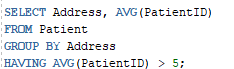 SELECT Address, AVG(PatientID)
FROM Patient
GROUP BY Address
HAVING AVG(PatientID) > 5;